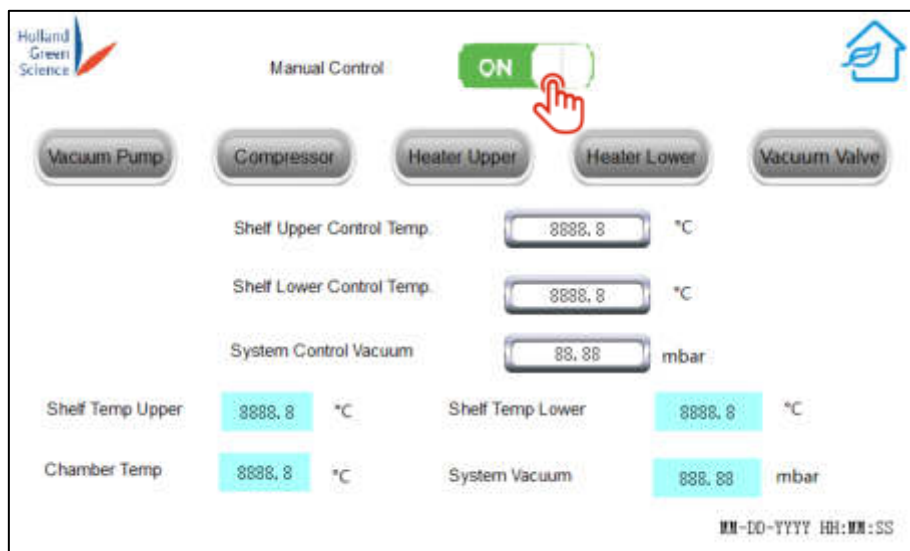 Holland
Green
Science
Manual Control ON
Vacuum Pump Compressor Heater Upper Heater Lower Vacuum Valve
Shelf Upper Control Temp 8888.8 °C
Shelf Lower Control Temp 8888.8 °C
System Control Vacuum 88.88 mbar
Shelf Temp Upper 8888.8 °C Shelf Temp Lower 8888.8 °C
Chamber Temp 8888.8 °C System Vacuum 888.88 mbar
MM-DD-YYYY HH:MM:SS